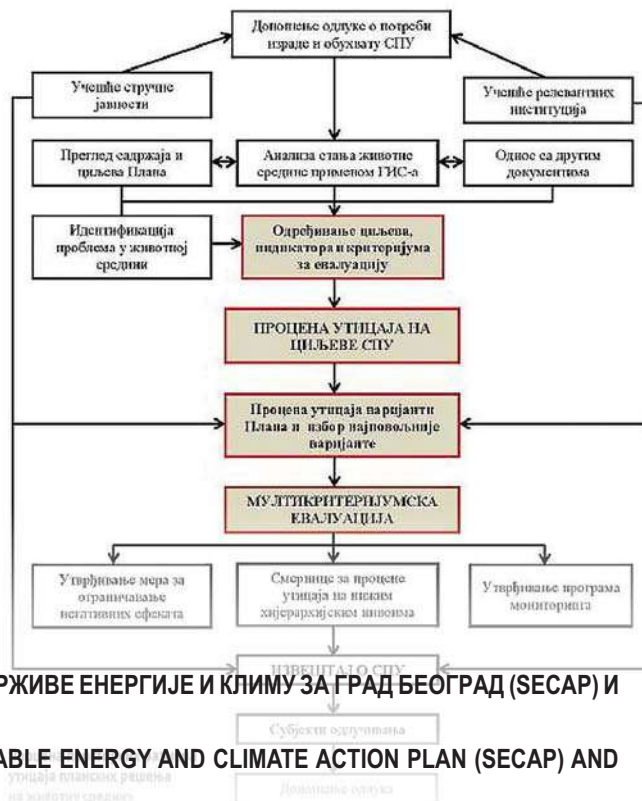 Доношење одлуке о потреби
израде и обухвату СПУ
Учешће стручне
јавности
Учешће релевантних
институција
Преглед садржаја и
циљева Плана
Анализа стања животне
средине применом ГИС-а
Однос са другим
документима
Идентификација
проблема у животној
средини
Одређивање циљева,
индикатора и критеријума
за евалуацију
ПРОЦЕНА УТИЦАЈА НА
ЦИЉЕВЕ СПУ
Процена утицаја варијанти
Плана и избор најповољније
варијанте
МУЛТИКРИТЕРИЈУМСКА
ЕВАЛУАЦИЈА
Утврђивање мера за
ограничавање
негативних ефеката
Смернице за процене
утицаја на нижим
хијерархијским нивоима
Утврђивање програма
мониторинга
ИЗВЕШТАЈ О СПУ
РЖИВЕ ЕНЕРГИЈЕ И КЛИМУ ЗА ГРАД БЕОГРАД (SECAP) И
Субјекти одлучивања
ABLE ENERGY AND CLIMATE ACTION PLAN (SECAP) AND
утицаја планских решења
на животну средину
Доношење одлука